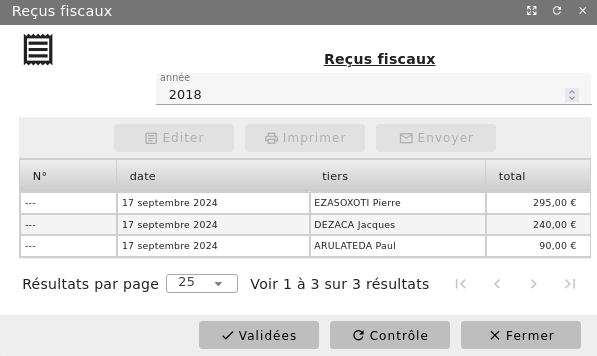 Reçus fiscaux
Reçus fiscaux
année
2018
Editer Imprimer Envoyer
N° date tiers total
--- 17 septembre 2024 EZASOXOTI Pierre 295,00 €
--- 17 septembre 2024 DEZACA Jacques 240,00 €
--- 17 septembre 2024 ARULATEDA Paul 90,00 €
Résultats par page 25 Voir 1 à 3 sur 3 résultats
Validées Contrôle Fermer